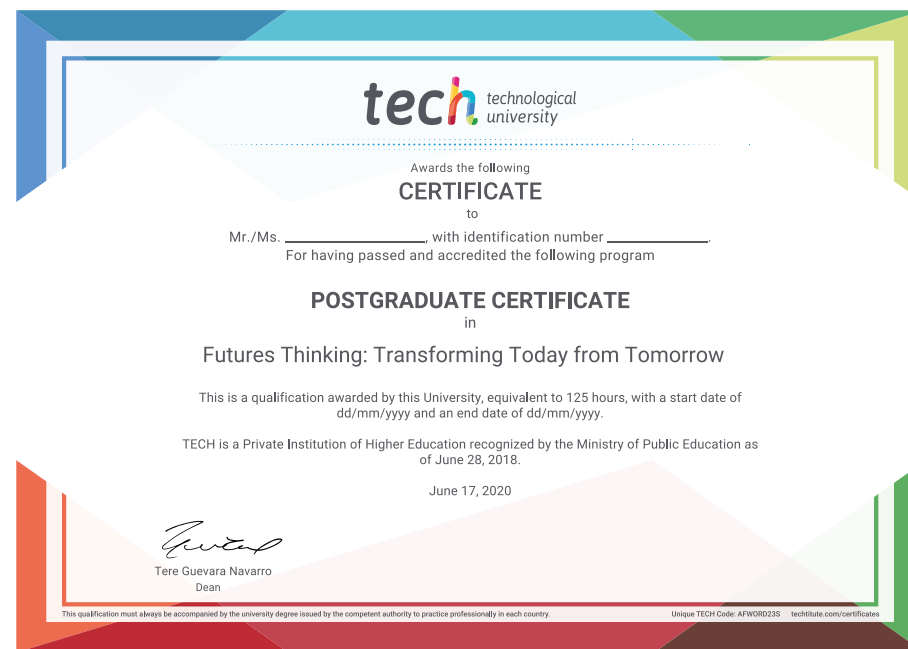 tech technological
university
Awards the following
CERTIFICATE
to
Mr./Ms. ____________________, with identification number ______________.
For having passed and accredited the following program
POSTGRADUATE CERTIFICATE
in
Futures Thinking: Transforming Today from Tomorrow
This is a qualification awarded by this University, equivalent to 125 hours, with a start date of
dd/mm/yyyy and an end date of dd/mm/yyyy.
TECH is a Private Institution of Higher Education recognized by the Ministry of Public Education as
of June 28, 2018.
June 17, 2020
Tere Guevara Navarro
Dean
This qualification must always be accompanied by the university degree issued by the competent authority to practice professionally in each country.
Unique TECH Code: AFWORD23S techtitute.com/certificates